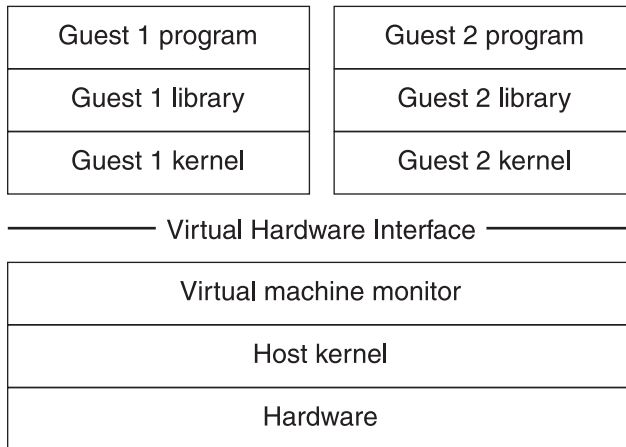 Guest 1 program
Guest 1 library
Guest 1 kernel
Guest 2 program
Guest 2 library
Guest 2 kernel
Virtual Hardware Interface
Virtual machine monitor
Host kernel
Hardware